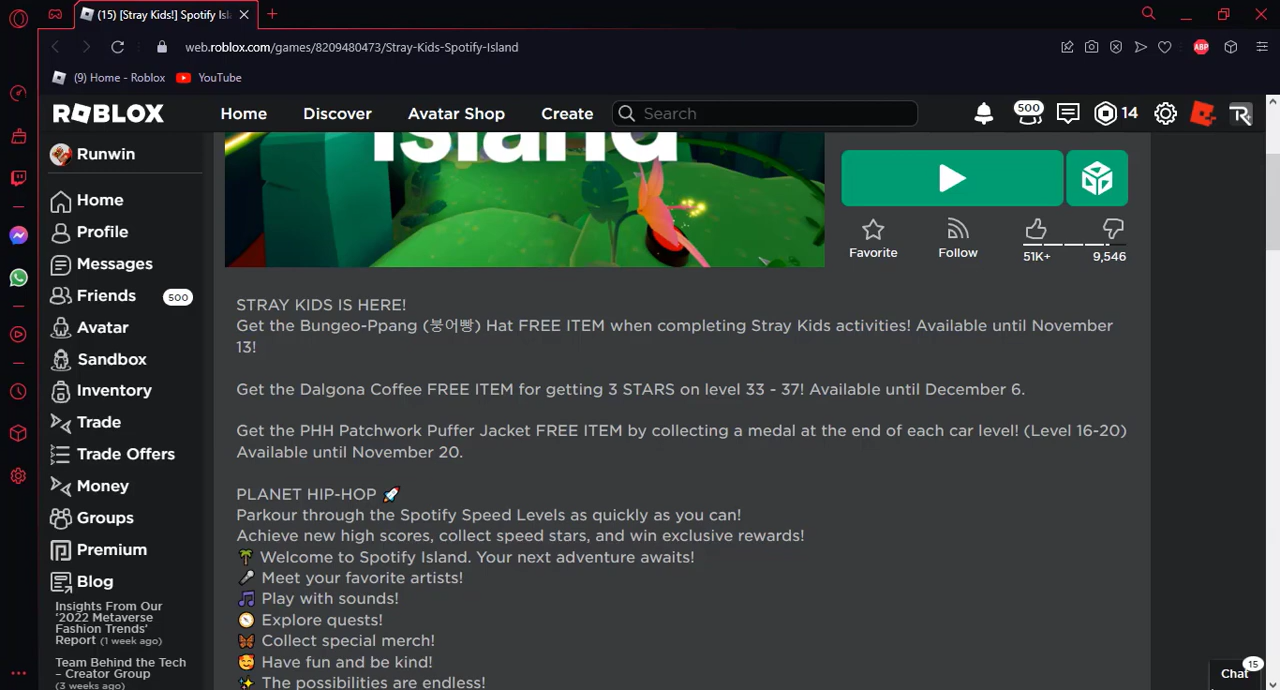 (15) [Stray Kids!] Spotify Isl
web.roblox.com/games/8209480473/Stray-Kids-Spotify-Island
ABP
(9) Home - Roblox YouTube
ROBLOX Home Discover Avatar Shop Create Search 500 14
Island
Runwin
Home
Profile
Messages
Friends 500
Avatar
Sandbox
Inventory
Trade
Trade Offers
Money
Groups
Premium
Blog
Insights From Our
‘2022 Metaverse
Fashion Trends’
Report (1 week ago)
Team Behind the Tech
– Creator Group
(3 weeks ago)
Favorite Follow 51K+ 9,546
STRAY KIDS IS HERE!
Get the Bungeo-Ppang (붕어빵) Hat FREE ITEM when completing Stray Kids activities! Available until November
13!
Get the Dalgona Coffee FREE ITEM for getting 3 STARS on level 33 - 37! Available until December 6.
Get the PHH Patchwork Puffer Jacket FREE ITEM by collecting a medal at the end of each car level! (Level 16-20)
Available until November 20.
PLANET HIP-HOP 🚀
Parkour through the Spotify Speed Levels as quickly as you can!
Achieve new high scores, collect speed stars, and win exclusive rewards!
🌴 Welcome to Spotify Island. Your next adventure awaits!
🎤 Meet your favorite artists!
🎵 Play with sounds!
🧭 Explore quests!
🦋 Collect special merch!
🥰 Have fun and be kind!
✨ The possibilities are endless!
Chat 15